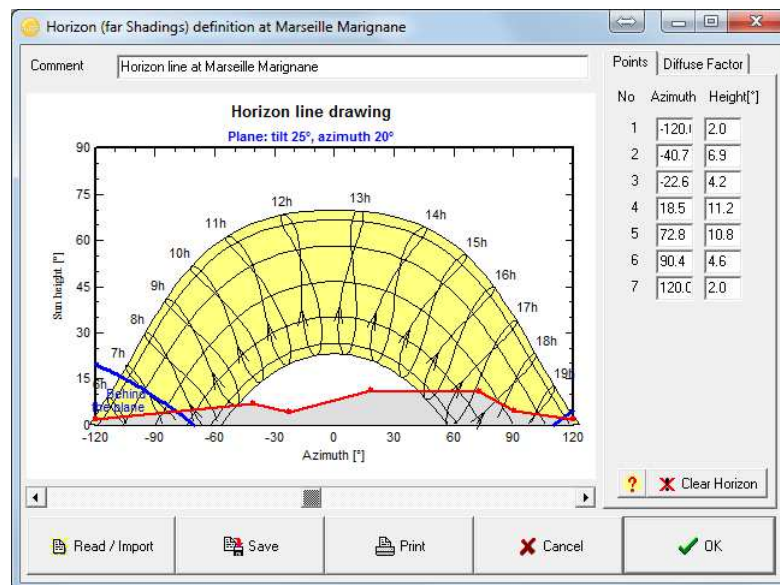 Horizon (far Shadings) definition at Marseille Marignane
Comment Horizon line at Marseille Marignane
Points Diffuse Factor
No Azimuth Height[°]
1 -120.( 2.0
2 -40.7 6.9
3 -22.6 4.2
4 18.5 11.2
5 72.8 10.8
6 90.4 4.6
7 120.0 2.0
Horizon line drawing
Plane: tilt 25°, azimuth 20°
90
75
60
45
30
15
0
Sun height [°]
6h
7h
8h
9h
10h
11h
12h
13h
14h
15h
16h
17h
18h
19h
Behind
the plane
-120 -90 -60 -30 0 30 60 90 120
Azimuth [°]
? Clear Horizon
Read / Import Save Print Cancel OK